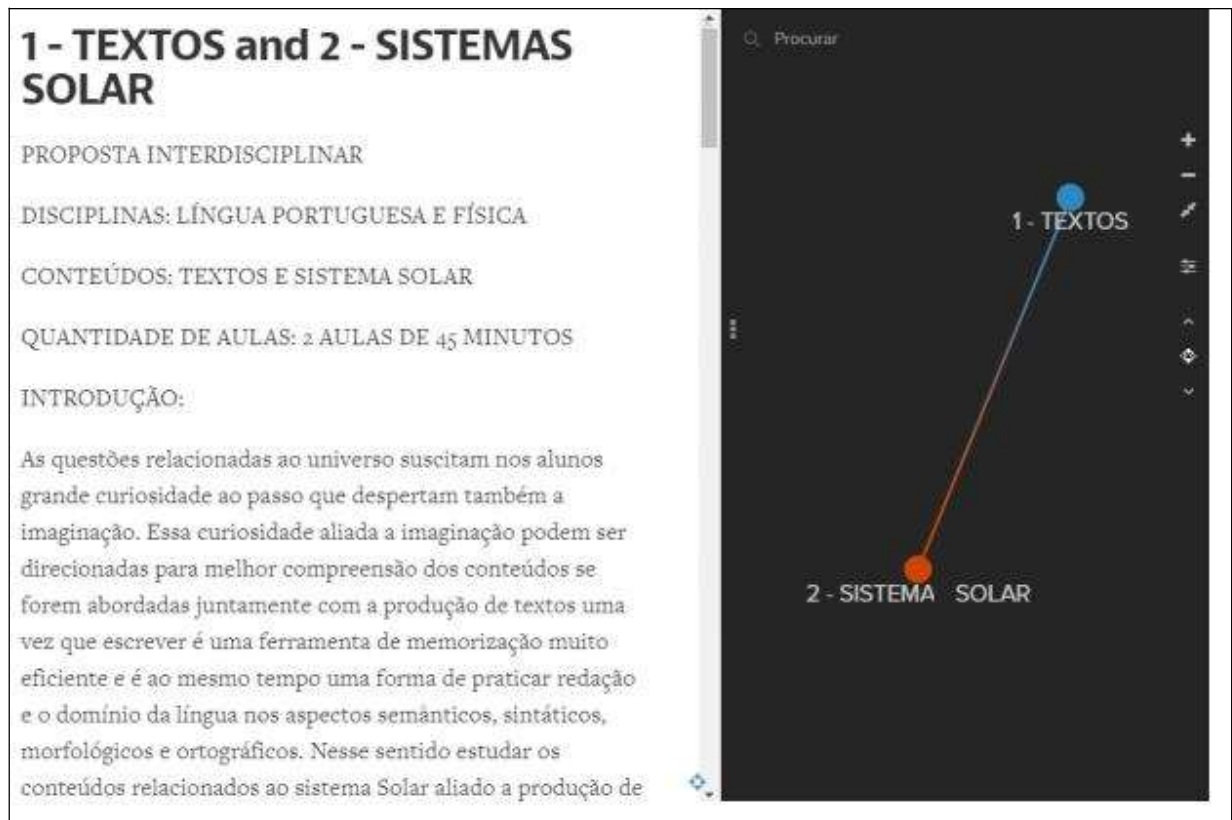 1 - TEXTOS and 2 - SISTEMAS
SOLAR
PROPOSTA INTERDISCIPLINAR
DISCIPLINAS: LÍNGUA PORTUGUESA E FÍSICA
CONTEÚDOS: TEXTOS E SISTEMA SOLAR
QUANTIDADE DE AULAS: 2 AULAS DE 45 MINUTOS
INTRODUÇÃO:
As questões relacionadas ao universo suscitam nos alunos
grande curiosidade ao passo que despertam também a
imaginação. Essa curiosidade aliada a imaginação podem ser
direcionadas para melhor compreensão dos conteúdos se
forem abordadas juntamente com a produção de textos uma
vez que escrever é uma ferramenta de memorização muito
eficiente e é ao mesmo tempo uma forma de praticar redação
e o domínio da língua nos aspectos semânticos, sintáticos,
morfológicos e ortográficos. Nesse sentido estudar os
conteúdos relacionados ao sistema Solar aliado a produção de
Procurar
1 - TEXTOS
2 - SISTEMA SOLAR